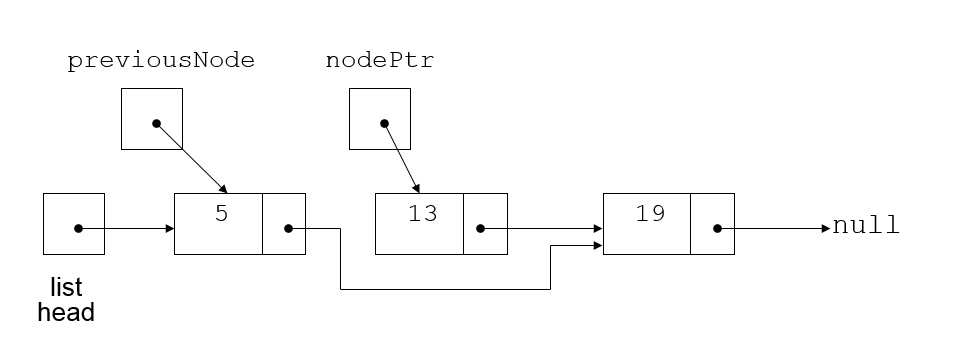 previousNode nodePtr
5 13 19
null
list
head